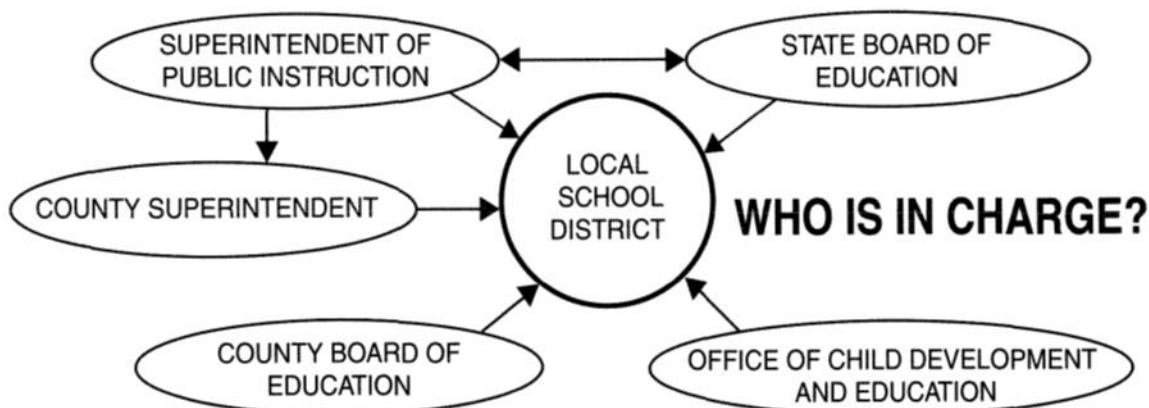 SUPERINTENDENT OF
PUBLIC INSTRUCTION
STATE BOARD OF
EDUCATION
LOCAL
SCHOOL
DISTRICT
COUNTY SUPERINTENDENT
WHO IS IN CHARGE?
COUNTY BOARD OF
EDUCATION
OFFICE OF CHILD DEVELOPMENT
AND EDUCATION